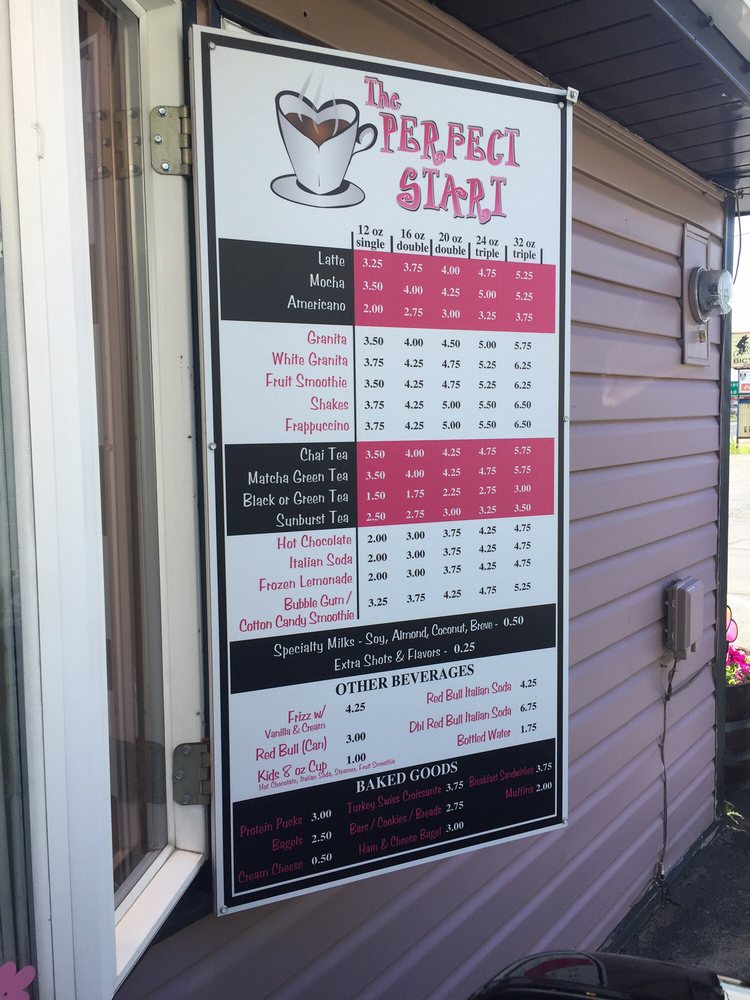 The
PERFECT
START
12 oz single 16 oz double 20 oz double 24 oz triple 32 oz triple
Latte 3.25 3.75 4.00 4.75 5.25
Mocha 3.50 4.00 4.25 5.00 5.25
Americano 2.00 2.75 3.00 3.25 3.75
Granita 3.50 4.00 4.50 5.00 5.75
White Granita 3.75 4.25 4.75 5.25 6.25
Fruit Smoothie 3.50 4.25 4.75 5.25 6.25
Shakes 3.75 4.25 5.00 5.50 6.50
Frappuccino 3.75 4.25 5.00 5.50 6.50
Chai Tea 3.50 4.00 4.25 4.75 5.75
Matcha Green Tea 3.50 4.00 4.25 4.75 5.75
Black or Green Tea 1.50 1.75 2.25 2.75 3.00
Sunburst Tea 2.50 2.75 3.00 3.25 3.50
Hot Chocolate 2.00 3.00 3.75 4.25 4.75
Italian Soda 2.00 3.00 3.75 4.25 4.75
Frozen Lemonade 2.00 3.00 3.75 4.25 4.75
Bubble Gum /
Cotton Candy Smoothie 3.25 3.75 4.25 4.75 5.25
Specialty Milks - Soy, Almond, Coconut, Breve - 0.50
Extra Shots & Flavors - 0.25
OTHER BEVERAGES
Frizz w/ 4.25
Vanilla & Cream
Red Bull (Can) 3.00
Kids 8 oz Cup 1.00
Hot Chocolate, Italian Soda, Steamer, Fruit Smoothie
Red Bull Italian Soda 4.25
Dbl Red Bull Italian Soda 6.75
Bottled Water 1.75
BAKED GOODS
Protein Pucks 3.00
Bagels 2.50
Cream Cheese 0.50
Turkey Swiss Croissants 3.75
Bars / Cookies / Breads 2.75
Ham & Cheese Bagel 3.00
Breakfast Sandwiches 3.75
Muffins 2.00